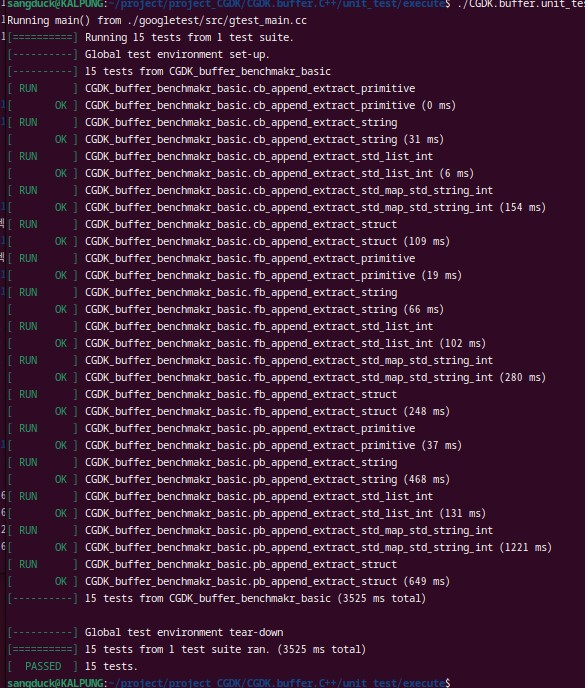 sangduck@KALPUNG:~/project/project_CGDK/CGDK.buffer.C++/unit_test/execute$ ./CGDK.buffer.unit_tes
Running main() from ./googletest/src/gtest_main.cc
[==========] Running 15 tests from 1 test suite.
[----------] Global test environment set-up.
[----------] 15 tests from CGDK_buffer_benchmakr_basic
[ RUN      ] CGDK_buffer_benchmakr_basic.cb_append_extract_primitive
[       OK ] CGDK_buffer_benchmakr_basic.cb_append_extract_primitive (0 ms)
[ RUN      ] CGDK_buffer_benchmakr_basic.cb_append_extract_string
[       OK ] CGDK_buffer_benchmakr_basic.cb_append_extract_string (31 ms)
[ RUN      ] CGDK_buffer_benchmakr_basic.cb_append_extract_std_list_int
[       OK ] CGDK_buffer_benchmakr_basic.cb_append_extract_std_list_int (6 ms)
[ RUN      ] CGDK_buffer_benchmakr_basic.cb_append_extract_std_map_std_string_int
[       OK ] CGDK_buffer_benchmakr_basic.cb_append_extract_std_map_std_string_int (154 ms)
[ RUN      ] CGDK_buffer_benchmakr_basic.cb_append_extract_struct
[       OK ] CGDK_buffer_benchmakr_basic.cb_append_extract_struct (109 ms)
[ RUN      ] CGDK_buffer_benchmakr_basic.fb_append_extract_primitive
[       OK ] CGDK_buffer_benchmakr_basic.fb_append_extract_primitive (19 ms)
[ RUN      ] CGDK_buffer_benchmakr_basic.fb_append_extract_string
[       OK ] CGDK_buffer_benchmakr_basic.fb_append_extract_string (66 ms)
[ RUN      ] CGDK_buffer_benchmakr_basic.fb_append_extract_std_list_int
[       OK ] CGDK_buffer_benchmakr_basic.fb_append_extract_std_list_int (102 ms)
[ RUN      ] CGDK_buffer_benchmakr_basic.fb_append_extract_std_map_std_string_int
[       OK ] CGDK_buffer_benchmakr_basic.fb_append_extract_std_map_std_string_int (280 ms)
[ RUN      ] CGDK_buffer_benchmakr_basic.fb_append_extract_struct
[       OK ] CGDK_buffer_benchmakr_basic.fb_append_extract_struct (248 ms)
[ RUN      ] CGDK_buffer_benchmakr_basic.pb_append_extract_primitive
[       OK ] CGDK_buffer_benchmakr_basic.pb_append_extract_primitive (37 ms)
[ RUN      ] CGDK_buffer_benchmakr_basic.pb_append_extract_string
[       OK ] CGDK_buffer_benchmakr_basic.pb_append_extract_string (468 ms)
[ RUN      ] CGDK_buffer_benchmakr_basic.pb_append_extract_std_list_int
[       OK ] CGDK_buffer_benchmakr_basic.pb_append_extract_std_list_int (131 ms)
[ RUN      ] CGDK_buffer_benchmakr_basic.pb_append_extract_std_map_std_string_int
[       OK ] CGDK_buffer_benchmakr_basic.pb_append_extract_std_map_std_string_int (1221 ms)
[ RUN      ] CGDK_buffer_benchmakr_basic.pb_append_extract_struct
[       OK ] CGDK_buffer_benchmakr_basic.pb_append_extract_struct (649 ms)
[----------] 15 tests from CGDK_buffer_benchmakr_basic (3525 ms total)
[----------] Global test environment tear-down
[==========] 15 tests from 1 test suite ran. (3525 ms total)
[  PASSED  ] 15 tests.
sangduck@KALPUNG:~/project/project_CGDK/CGDK.buffer.C++/unit_test/execute$